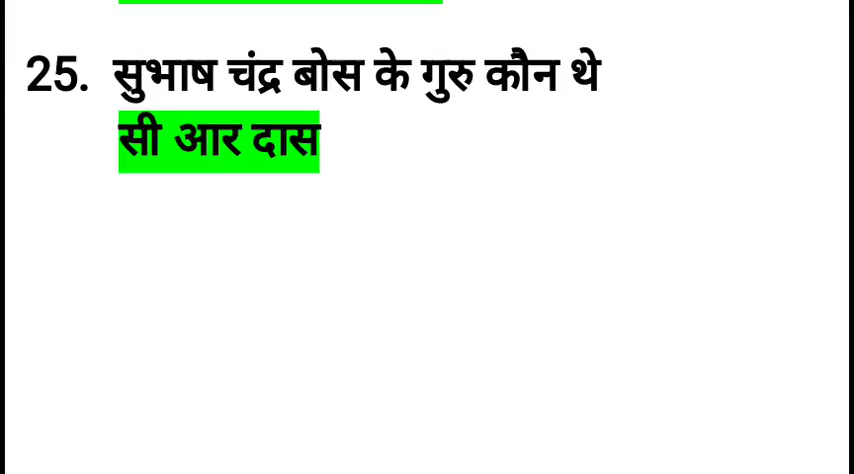 25. सुभाष चंद्र बोस के गुरु कौन थे
सी आर दास